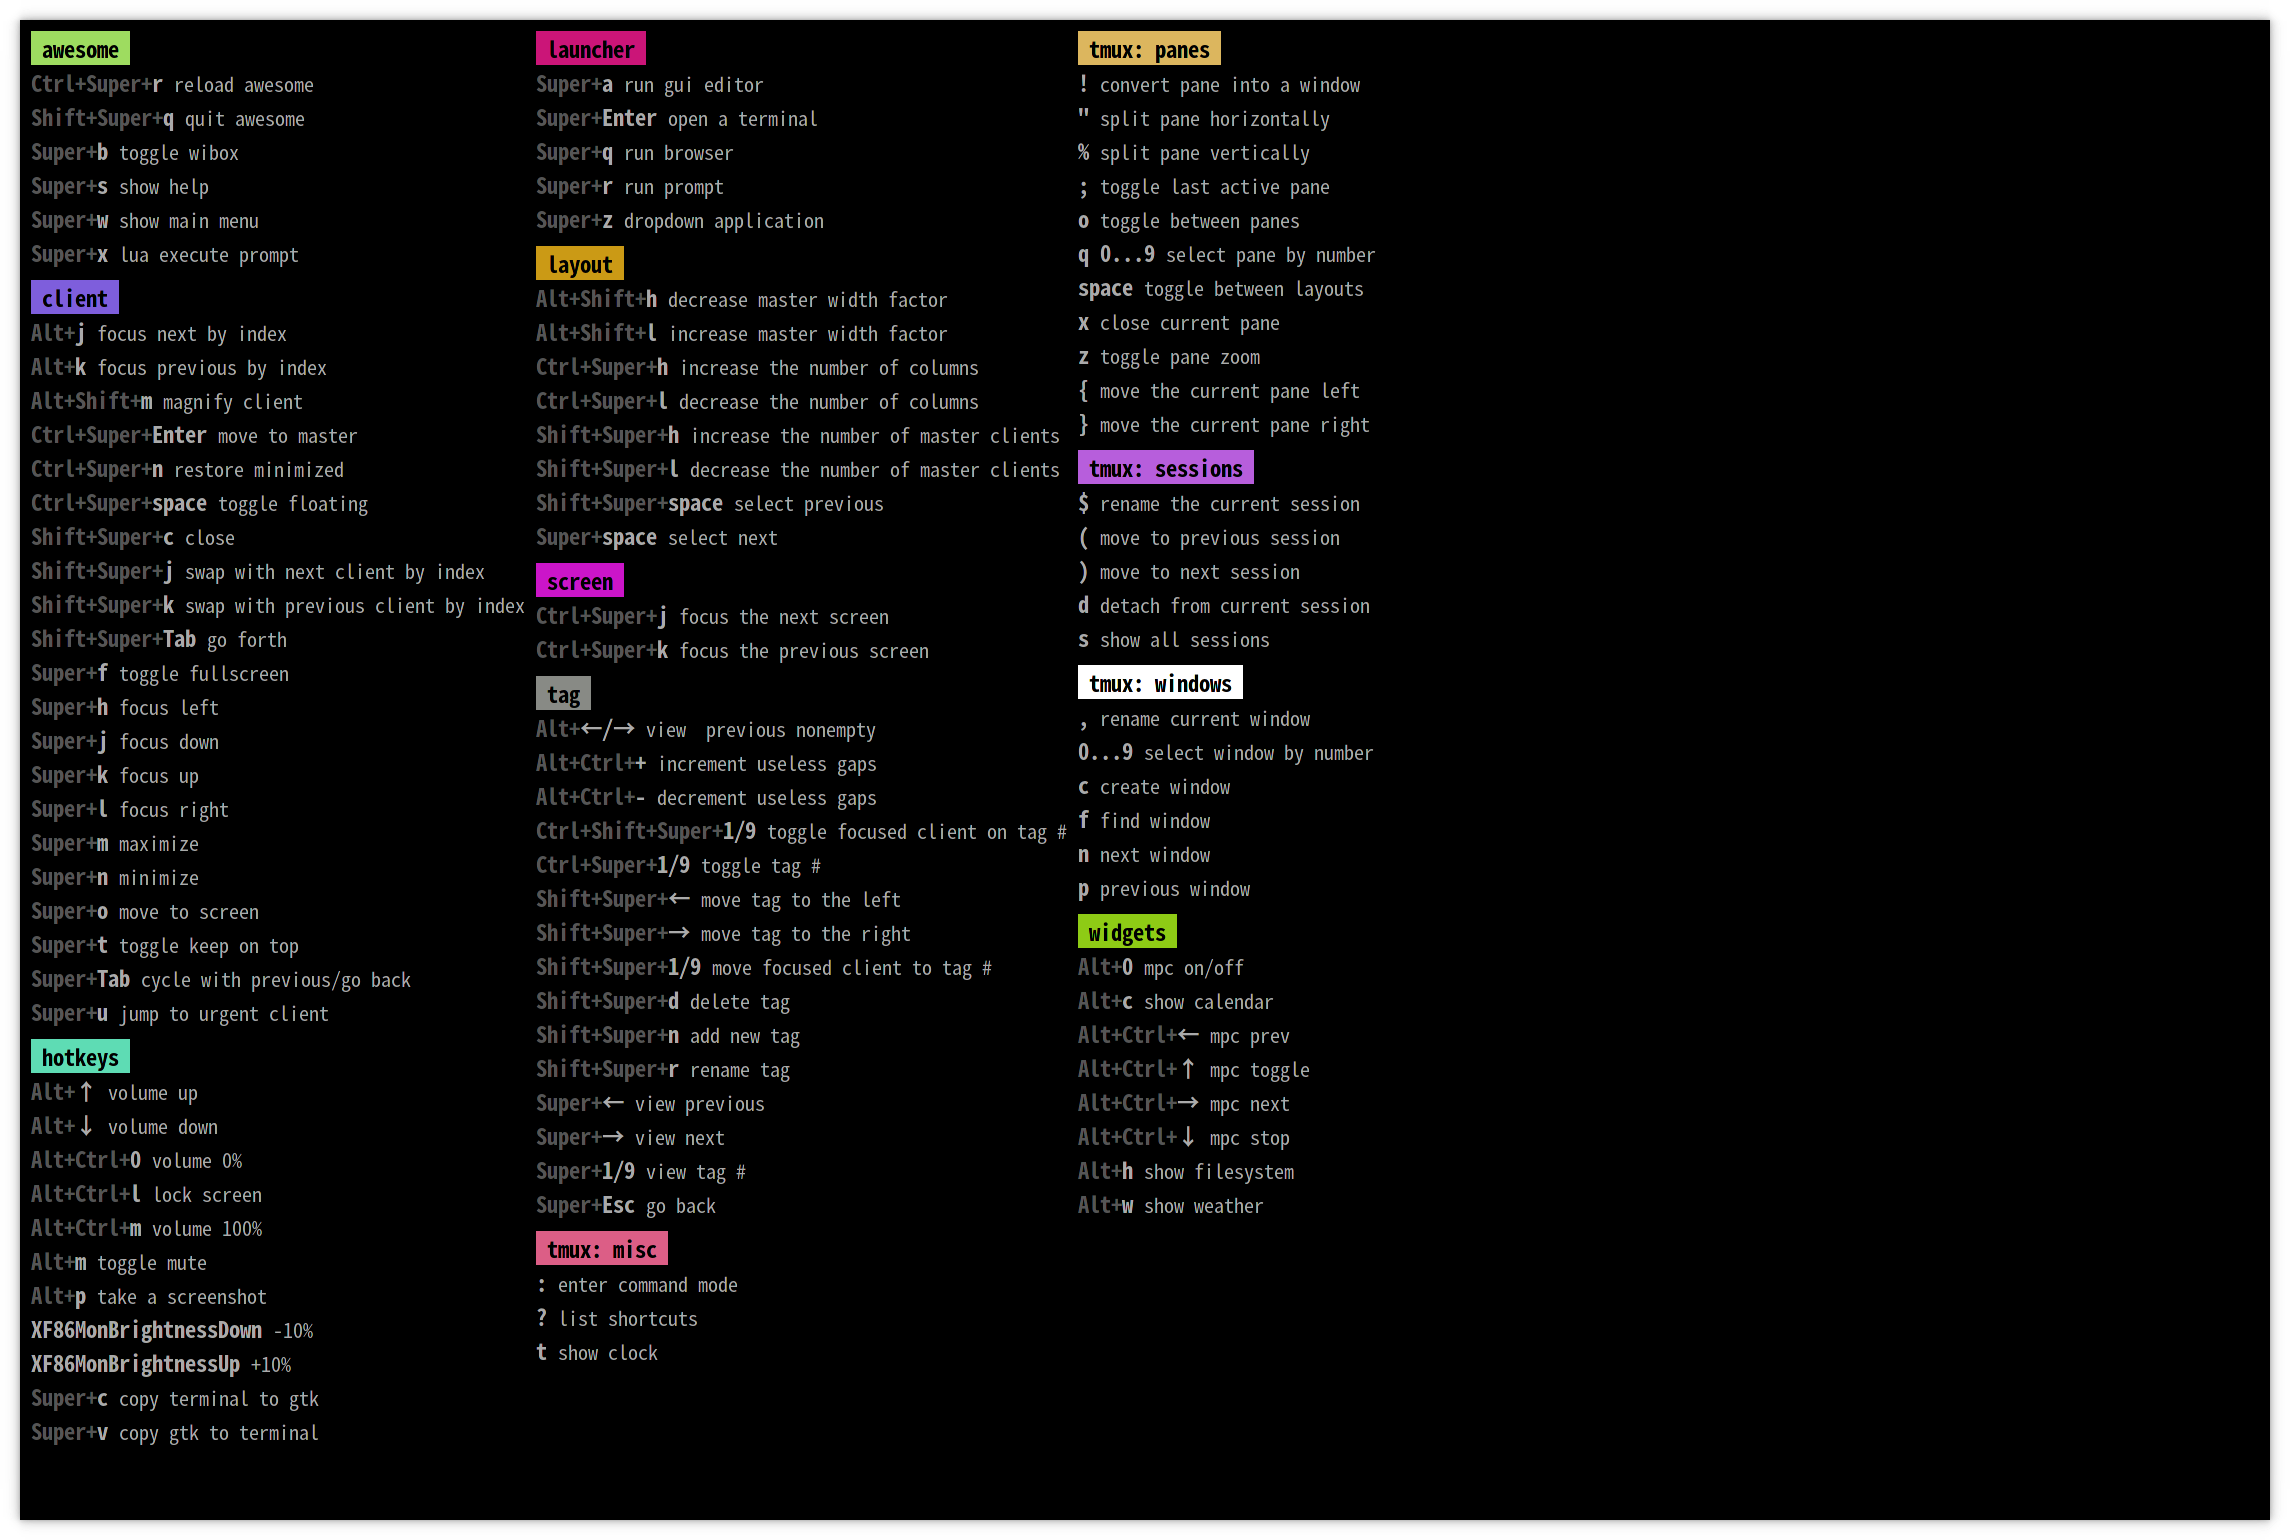 awesome
Ctrl+Super+r reload awesome
Shift+Super+q quit awesome
Super+b toggle wibox
Super+s show help
Super+w show main menu
Super+x lua execute prompt
client
Alt+j focus next by index
Alt+k focus previous by index
Alt+Shift+m magnify client
Ctrl+Super+Enter move to master
Ctrl+Super+n restore minimized
Ctrl+Super+space toggle floating
Shift+Super+c close
Shift+Super+j swap with next client by index
Shift+Super+k swap with previous client by index
Shift+Super+Tab go forth
Super+f toggle fullscreen
Super+h focus left
Super+j focus down
Super+k focus up
Super+l focus right
Super+m maximize
Super+n minimize
Super+o move to screen
Super+t toggle keep on top
Super+Tab cycle with previous/go back
Super+u jump to urgent client
hotkeys
Alt+↑ volume up
Alt+↓ volume down
Alt+Ctrl+0 volume 0%
Alt+Ctrl+l lock screen
Alt+Ctrl+m volume 100%
Alt+m toggle mute
Alt+p take a screenshot
XF86MonBrightnessDown -10%
XF86MonBrightnessUp +10%
Super+c copy terminal to gtk
Super+v copy gtk to terminal
launcher
Super+a run gui editor
Super+Enter open a terminal
Super+q run browser
Super+r run prompt
Super+z dropdown application
layout
Alt+Shift+h decrease master width factor
Alt+Shift+l increase master width factor
Ctrl+Super+h increase the number of columns
Ctrl+Super+l decrease the number of columns
Shift+Super+h increase the number of master clients
Shift+Super+l decrease the number of master clients
Shift+Super+space select previous
Super+space select next
screen
Ctrl+Super+j focus the next screen
Ctrl+Super+k focus the previous screen
tag
Alt+←/→ view  previous nonempty
Alt+Ctrl++ increment useless gaps
Alt+Ctrl+- decrement useless gaps
Ctrl+Shift+Super+1/9 toggle focused client on tag #
Ctrl+Super+1/9 toggle tag #
Shift+Super+← move tag to the left
Shift+Super+→ move tag to the right
Shift+Super+1/9 move focused client to tag #
Shift+Super+d delete tag
Shift+Super+n add new tag
Shift+Super+r rename tag
Super+← view previous
Super+→ view next
Super+1/9 view tag #
Super+Esc go back
tmux: misc
: enter command mode
? list shortcuts
t show clock
tmux: panes
! convert pane into a window
" split pane horizontally
% split pane vertically
; toggle last active pane
o toggle between panes
q 0...9 select pane by number
space toggle between layouts
x close current pane
z toggle pane zoom
{ move the current pane left
} move the current pane right
tmux: sessions
$ rename the current session
( move to previous session
) move to next session
d detach from current session
s show all sessions
tmux: windows
, rename current window
0...9 select window by number
c create window
f find window
n next window
p previous window
widgets
Alt+0 mpc on/off
Alt+c show calendar
Alt+Ctrl+← mpc prev
Alt+Ctrl+↑ mpc toggle
Alt+Ctrl+→ mpc next
Alt+Ctrl+↓ mpc stop
Alt+h show filesystem
Alt+w show weather